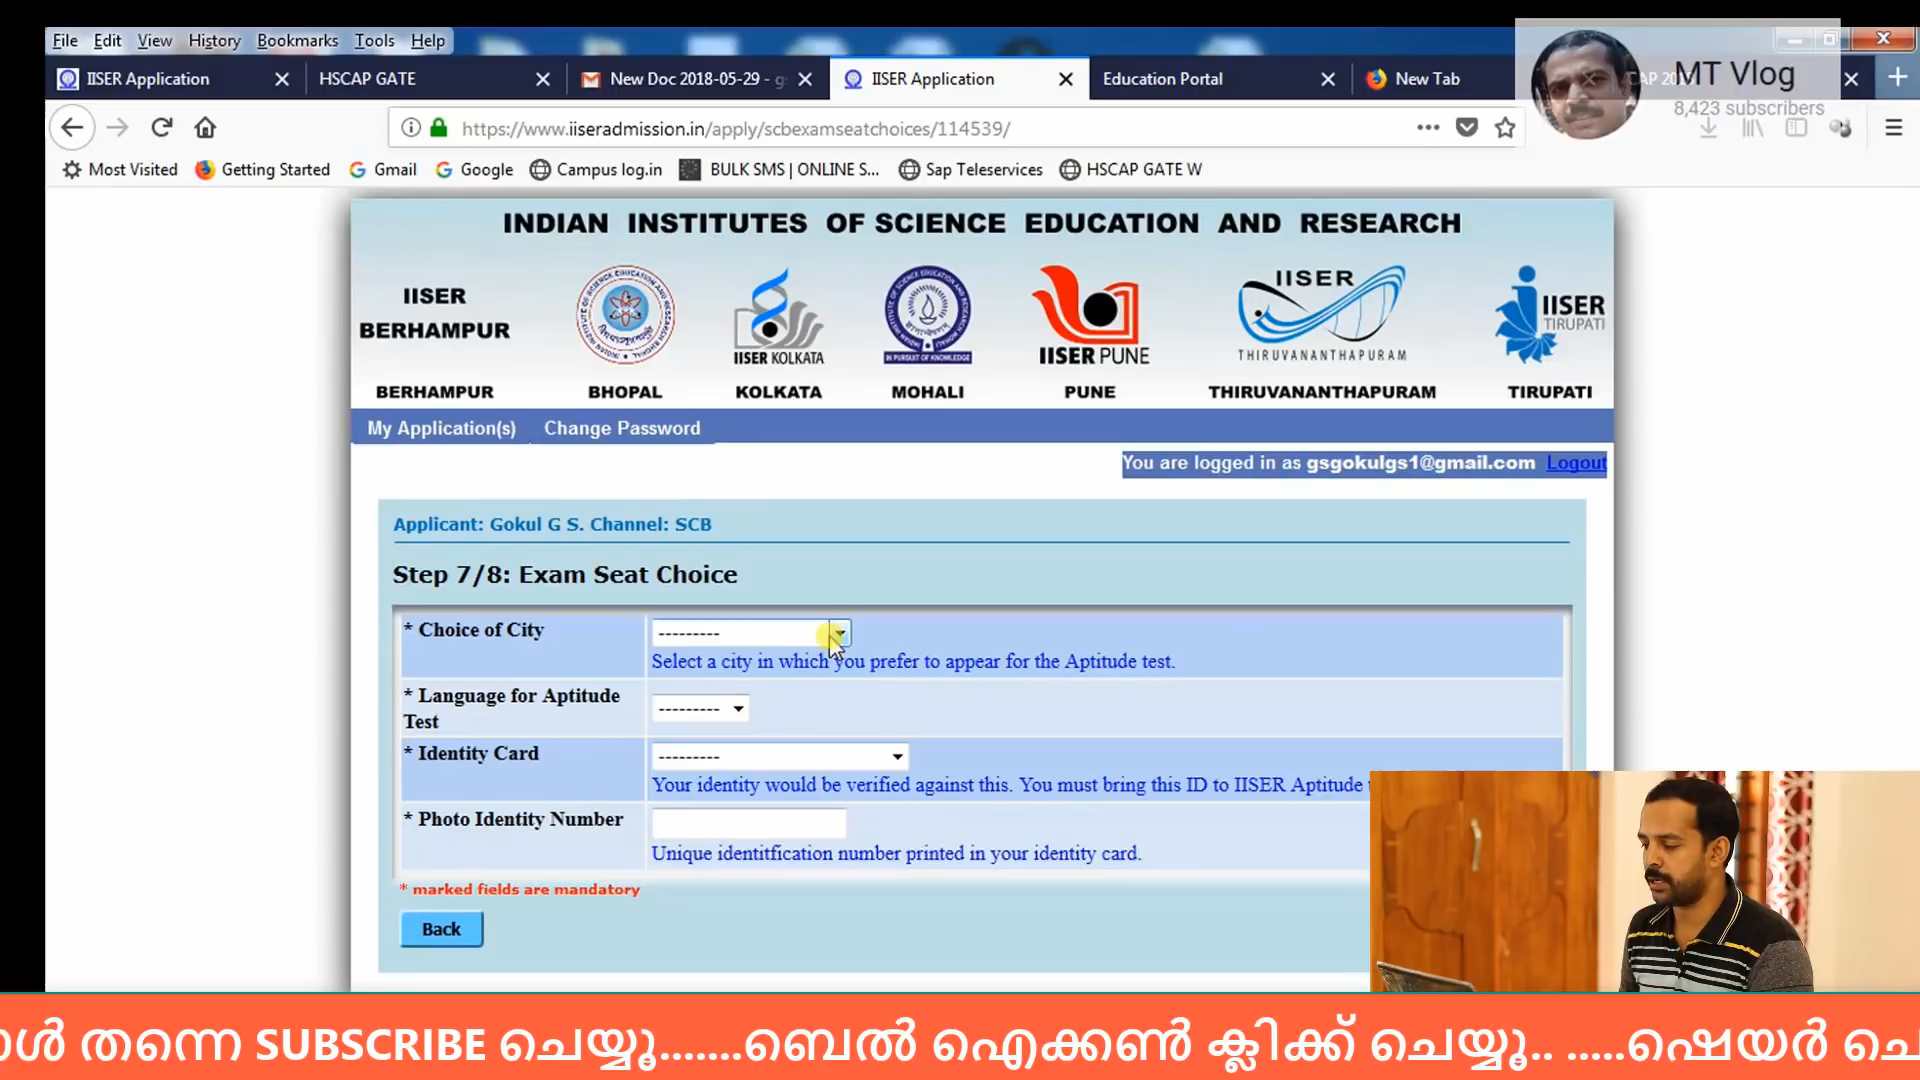 File Edit View History Bookmarks Tools Help
IISER Application
HSCAP GATE
New Doc 2018-05-29 - g
IISER Application
Education Portal
New Tab
MT Vlog
8,423 subscribers
https://www.iiseradmission.in/apply/scbexamseatchoices/114539/
Most Visited Getting Started Gmail Google Campus log.in BULK SMS | ONLINE S... Sap Teleservices HSCAP GATE W
INDIAN INSTITUTES OF SCIENCE EDUCATION AND RESEARCH
IISER BERHAMPUR
IISER KOLKATA
IN PURSUIT OF KNOWLEDGE
IISER PUNE
IISER
THIRUVANANTHAPURAM
IISER
TIRUPATI
BERHAMPUR BHOPAL KOLKATA MOHALI PUNE THIRUVANANTHAPURAM TIRUPATI
My Application(s) Change Password
You are logged in as gsgokulgs1@gmail.com Logout
Applicant: Gokul G S. Channel: SCB
Step 7/8: Exam Seat Choice
* Choice of City ---------
Select a city in which you prefer to appear for the Aptitude test.
* Language for Aptitude Test ---------
* Identity Card ---------
Your identity would be verified against this. You must bring this ID to IISER Aptitude
* Photo Identity Number
Unique identitfication number printed in your identity card.
* marked fields are mandatory
Back
തന്നെ SUBSCRIBE ചെയ്യൂ.......ബെൽ ഐക്കൺ ക്ലിക്ക് ചെയ്യൂ.. .....ഷെയർ ചെ